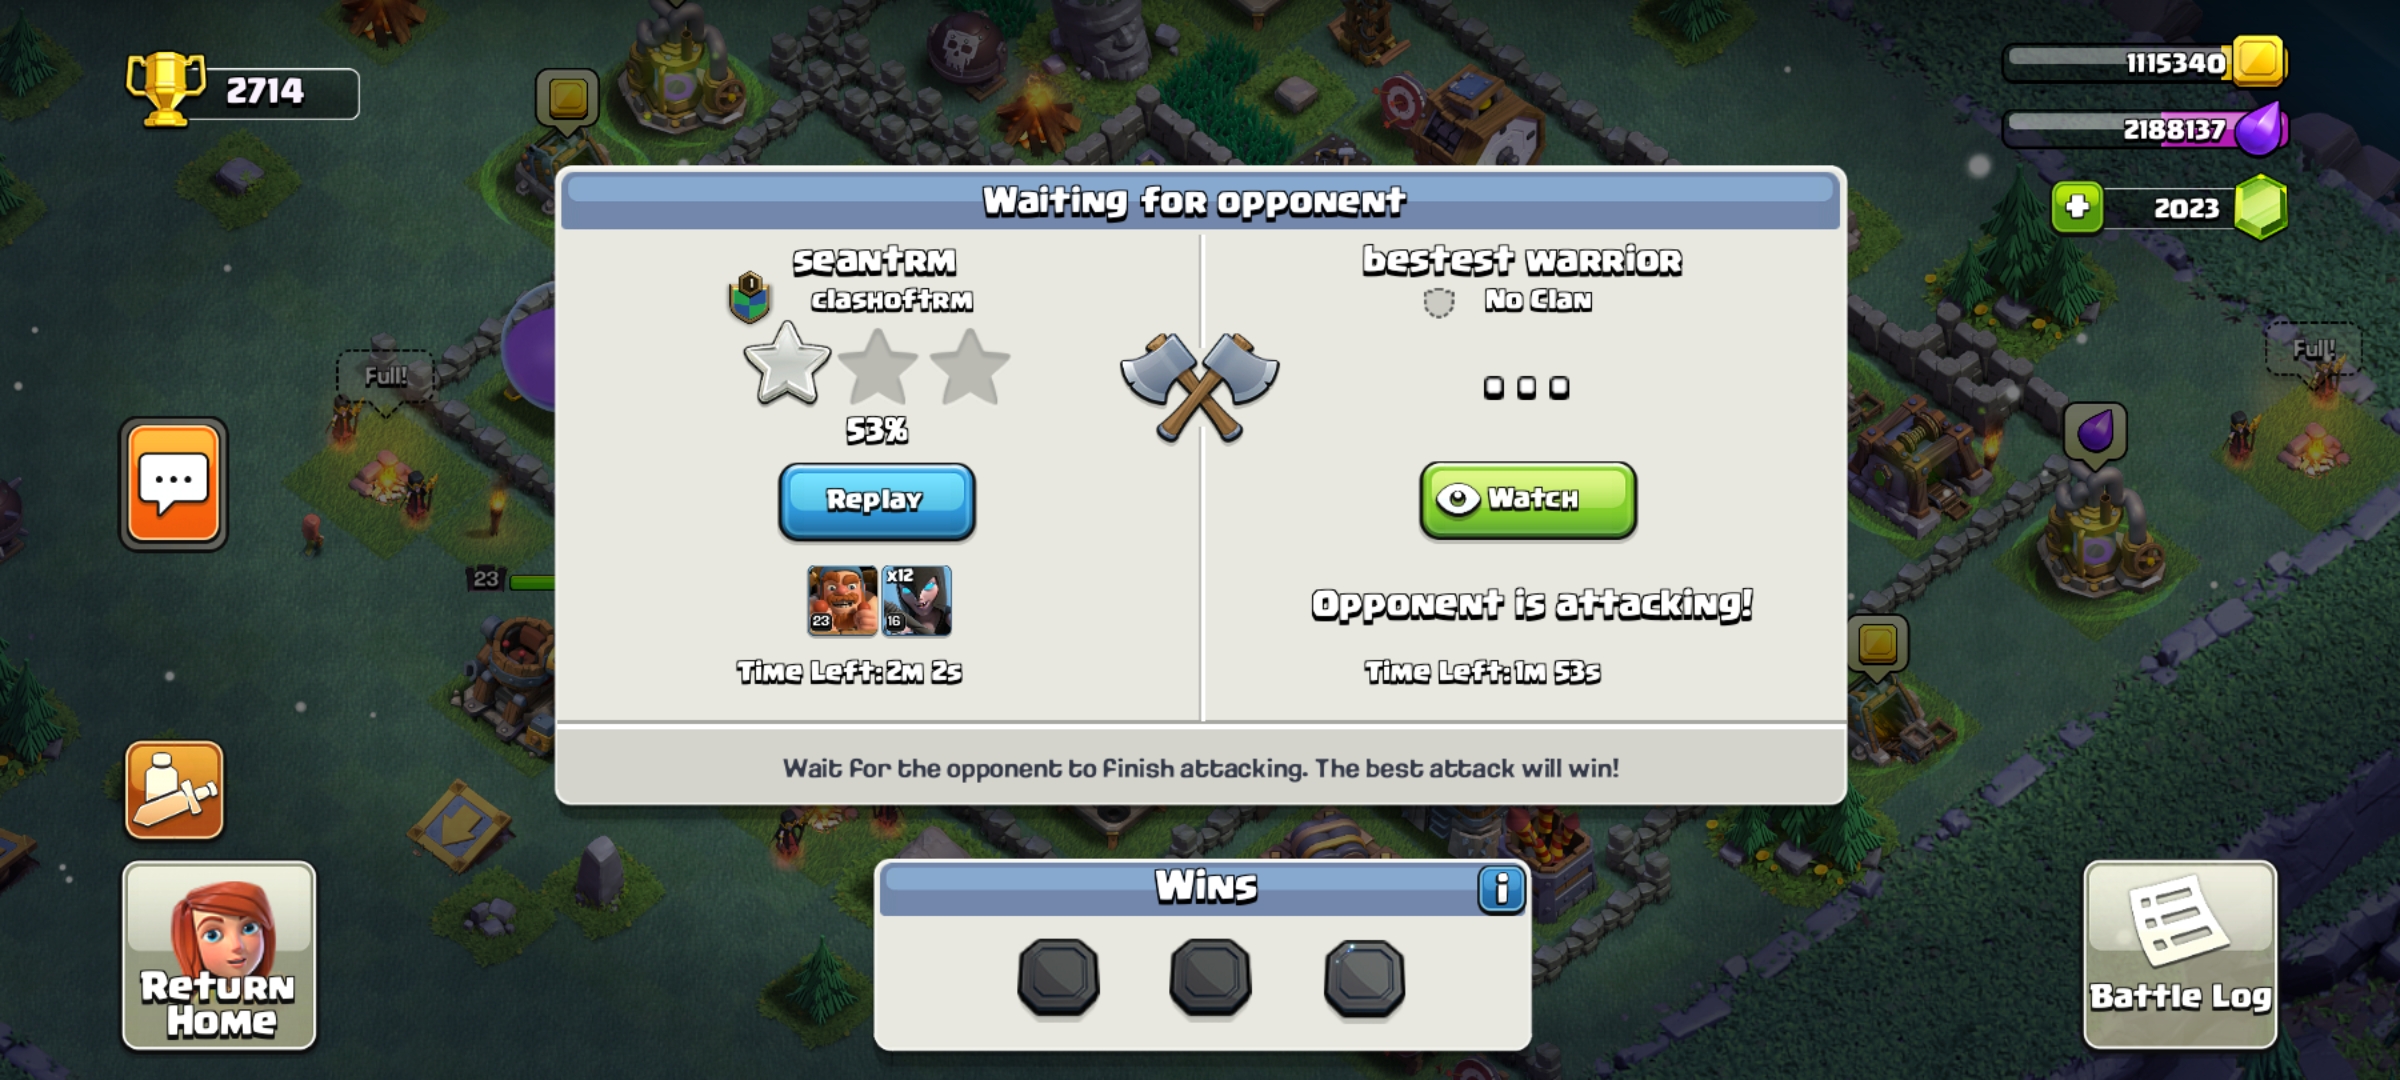 2714
1115340
2188137
2023
Waiting for opponent
seantrm
1
clashoftrm
53%
Replay
x12
23
16
Time Left: 2m 2s
bestest warrior
No Clan
Watch
Opponent is attacking!
Time Left: 1m 53s
Wait for the opponent to finish attacking. The best attack will win!
Full!
Full!
23
Wins
i
Return
Home
Battle Log